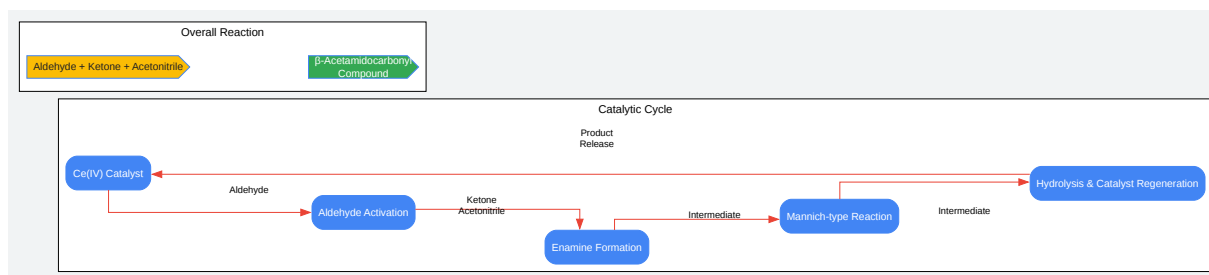 Overall Reaction
Aldehyde + Ketone + Acetonitrile
β-Acetamidocarbonyl
Compound
Catalytic Cycle
Product
Release
Ce(IV) Catalyst
Hydrolysis & Catalyst Regeneration
Aldehyde
Aldehyde Activation
Ketone
Acetonitrile
Intermediate
Mannich-type Reaction
Intermediate
Enamine Formation